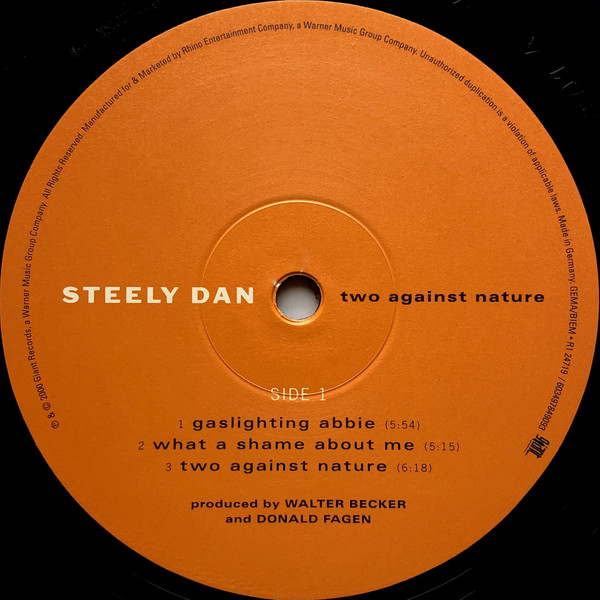 ℗ & © 2000 Giant Records, a Warner Music Group Company. All Rights Reserved. Manufactured for & Marketed by Rhino Entertainment Company, a Warner Music Group Company. Unauthorized duplication is a violation of applicable laws. Made in Germany. GEMA/BIEM • R1 24719 / 603497849093
STEELY DAN two against nature
SIDE 1
1 gaslighting abbie (5:54)
2 what a shame about me (5:15)
3 two against nature (6:18)
produced by WALTER BECKER
and DONALD FAGEN